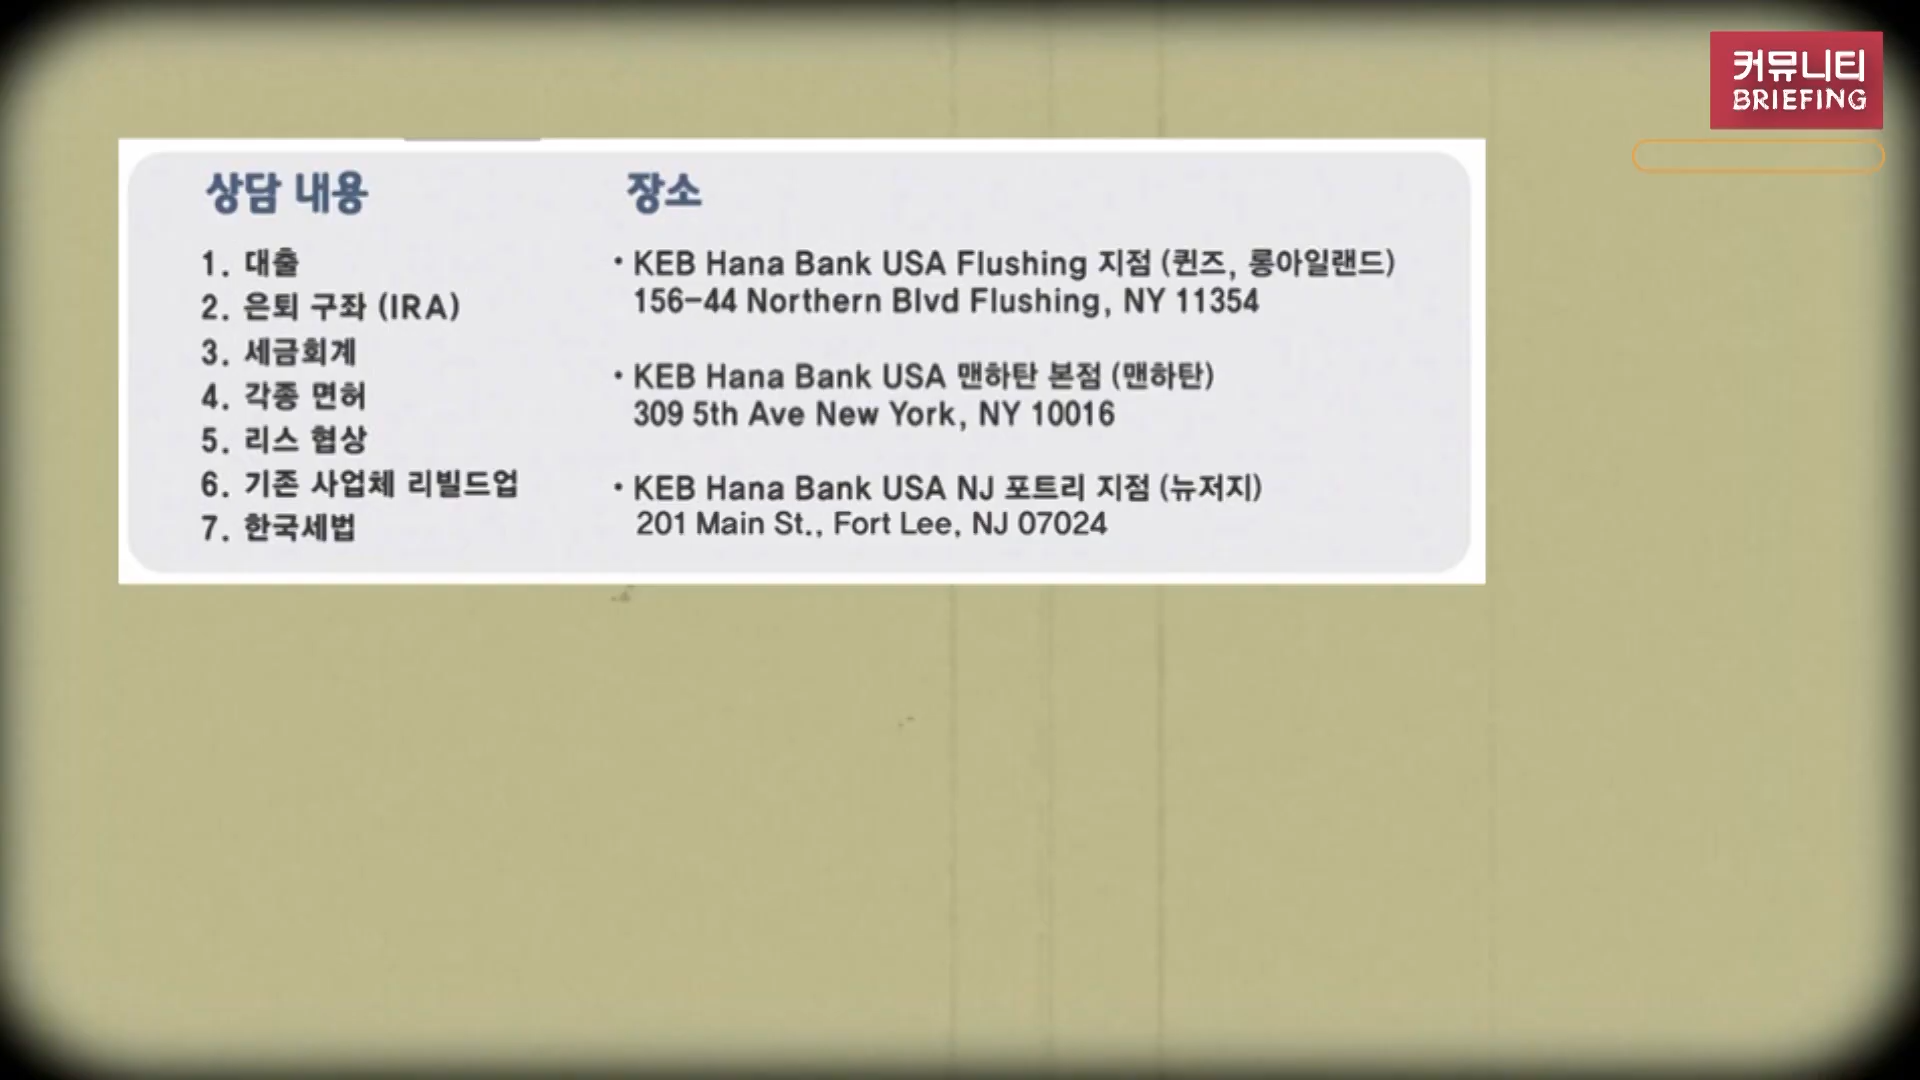 커뮤니티
BRIEFING
상담 내용
1. 대출
2. 은퇴 구좌 (IRA)
3. 세금회계
4. 각종 면허
5. 리스 협상
6. 기존 사업체 리빌드업
7. 한국세법
장소
· KEB Hana Bank USA Flushing 지점 (퀸즈, 롱아일랜드)
156-44 Northern Blvd Flushing, NY 11354
· KEB Hana Bank USA 맨하탄 본점 (맨하탄)
309 5th Ave New York, NY 10016
· KEB Hana Bank USA NJ 포트리 지점 (뉴저지)
201 Main St., Fort Lee, NJ 07024